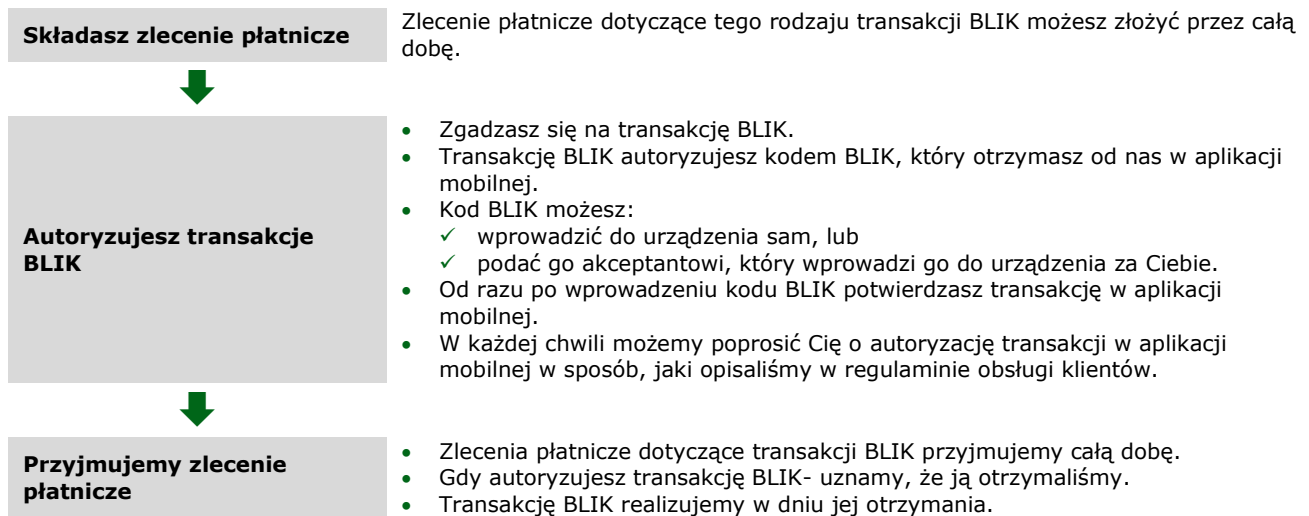 Składasz zlecenie płatnicze
Zlecenie płatnicze dotyczące tego rodzaju transakcji BLIK możesz złożyć przez całą
dobę.
Autoryzujesz transakcje
BLIK
• Zgadzasz się na transakcję BLIK.
• Transakcję BLIK autoryzujesz kodem BLIK, który otrzymasz od nas w aplikacji
mobilnej.
• Kod BLIK możesz:
✓ wprowadzić do urządzenia sam, lub
✓ podać go akceptantowi, który wprowadzi go do urządzenia za Ciebie.
• Od razu po wprowadzeniu kodu BLIK potwierdzasz transakcję w aplikacji
mobilnej.
• W każdej chwili możemy poprosić Cię o autoryzację transakcji w aplikacji
mobilnej w sposób, jaki opisaliśmy w regulaminie obsługi klientów.
Przyjmujemy zlecenie
płatnicze
• Zlecenia płatnicze dotyczące transakcji BLIK przyjmujemy całą dobę.
• Gdy autoryzujesz transakcję BLIK- uznamy, że ją otrzymaliśmy.
• Transakcję BLIK realizujemy w dniu jej otrzymania.